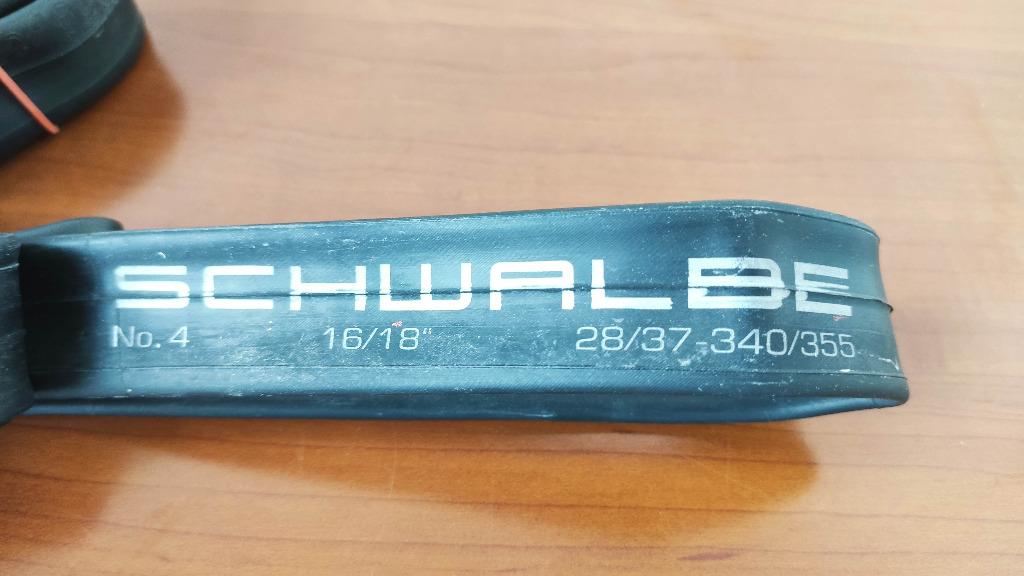 SCHWALBE
No. 4 16/18" 28/37-340/355